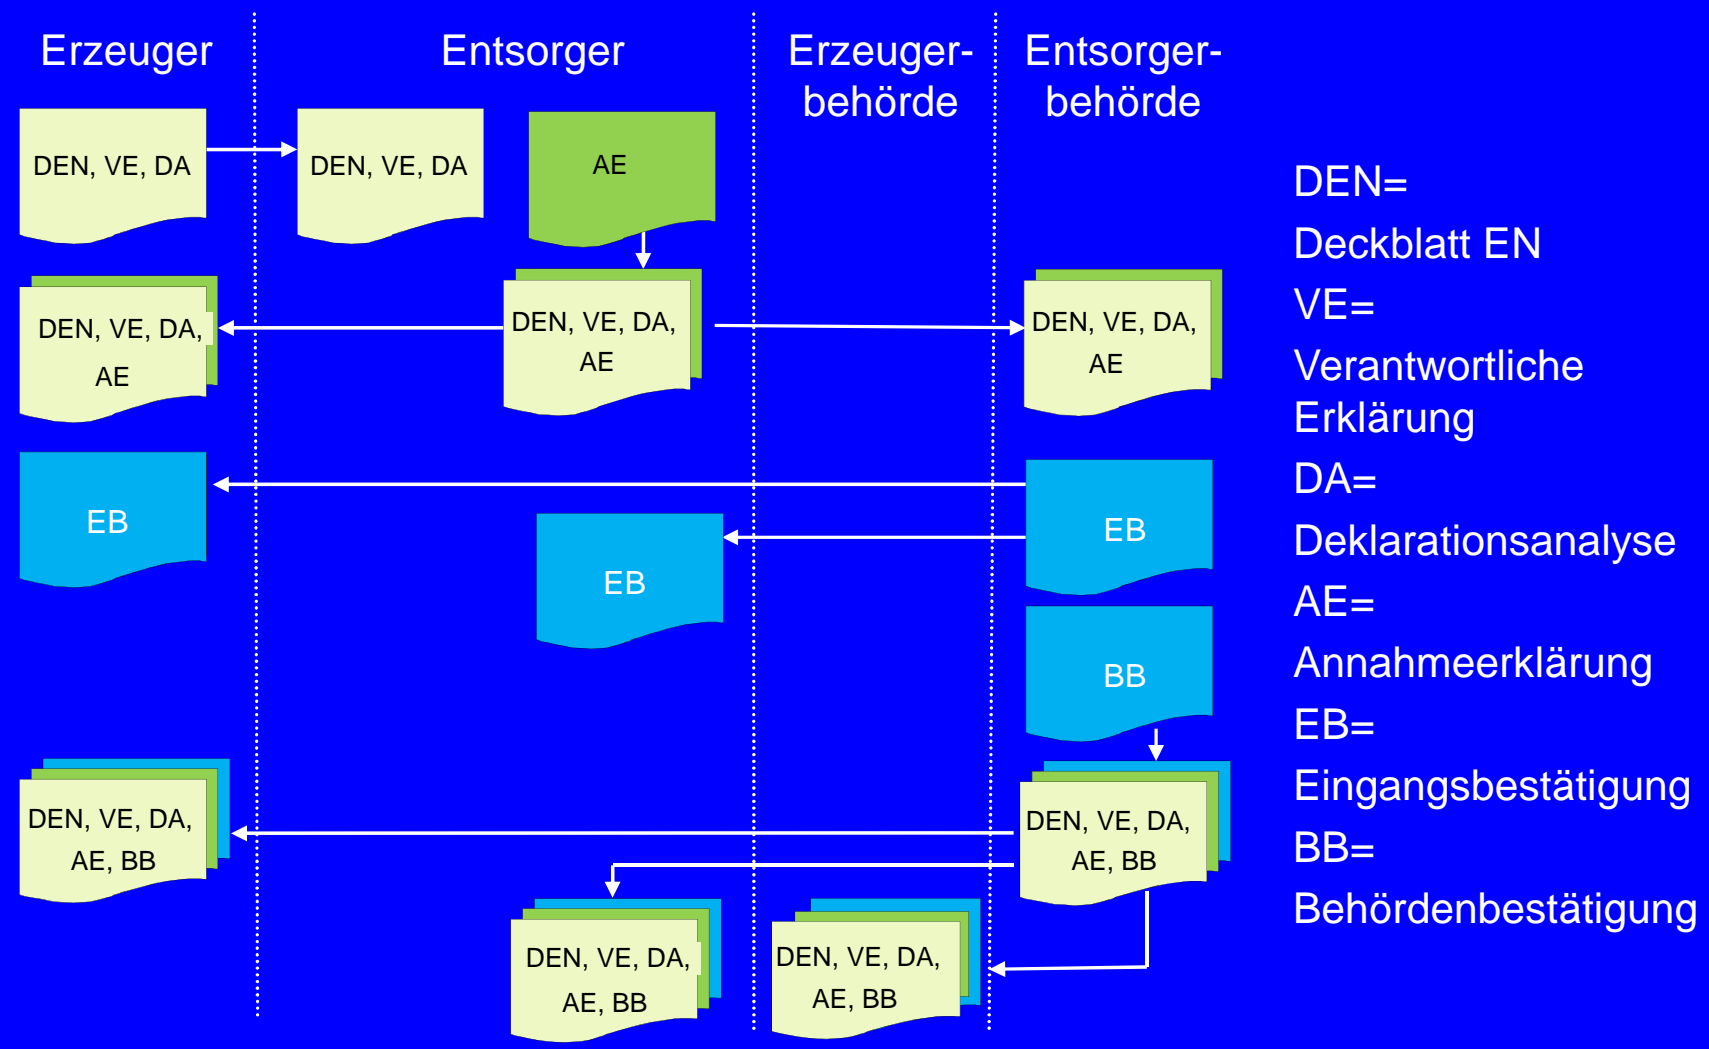 Erzeuger
Entsorger
Erzeuger-
behörde
Entsorger-
behörde
DEN, VE, DA
DEN, VE, DA
AE
DEN, VE, DA,
AE
DEN, VE, DA,
AE
DEN, VE, DA,
AE
EB
EB
EB
BB
DEN, VE, DA,
AE, BB
DEN, VE, DA,
AE, BB
DEN, VE, DA,
AE, BB
DEN, VE, DA,
AE, BB
DEN=
Deckblatt EN
VE=
Verantwortliche
Erklärung
DA=
Deklarationsanalyse
AE=
Annahmeerklärung
EB=
Eingangsbestätigung
BB=
Behördenbestätigung